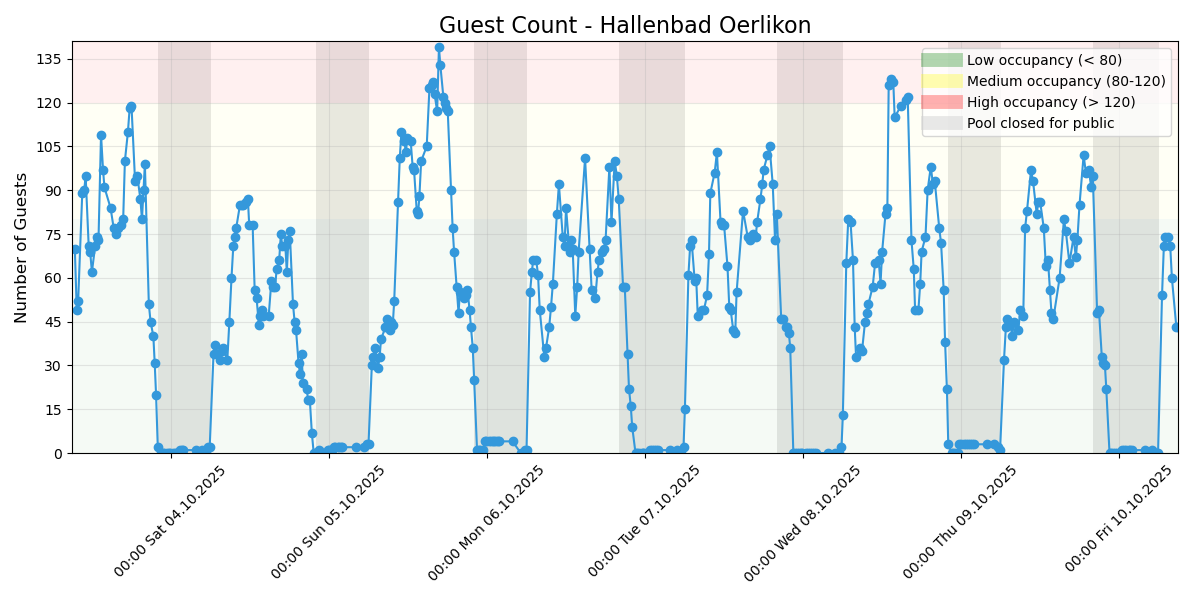 Guest Count - Hallenbad Oerlikon
Number of Guests
135
120
105
90
75
60
45
30
15
0
Low occupancy (< 80)
Medium occupancy (80-120)
High occupancy (> 120)
Pool closed for public
00:00 Sat 04.10.2025
00:00 Sun 05.10.2025
00:00 Mon 06.10.2025
00:00 Tue 07.10.2025
00:00 Wed 08.10.2025
00:00 Thu 09.10.2025
00:00 Fri 10.10.2025